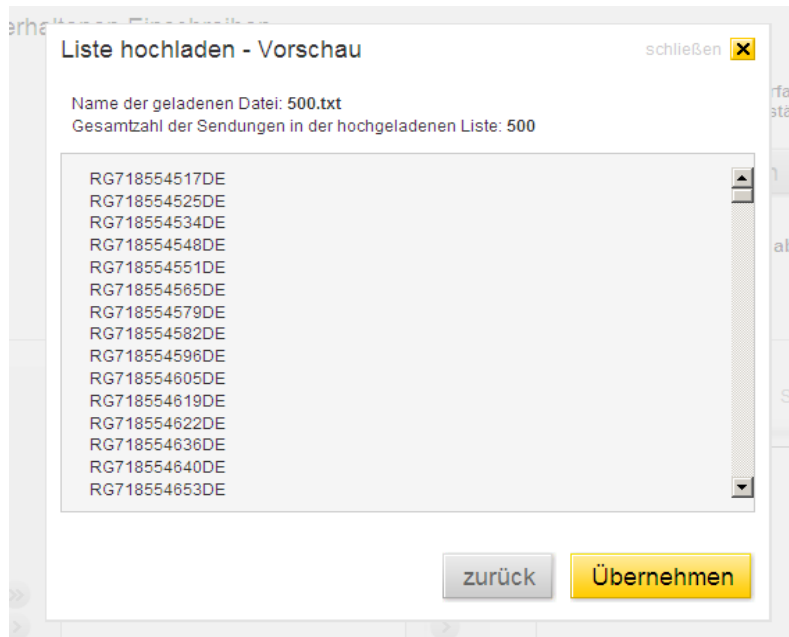 Liste hochladen - Vorschau
schließen
Name der geladenen Datei: 500.txt
Gesamtzahl der Sendungen in der hochgeladenen Liste: 500
RG718554517DE
RG718554525DE
RG718554534DE
RG718554548DE
RG718554551DE
RG718554565DE
RG718554579DE
RG718554582DE
RG718554596DE
RG718554605DE
RG718554619DE
RG718554622DE
RG718554636DE
RG718554640DE
RG718554653DE
zurück
Übernehmen